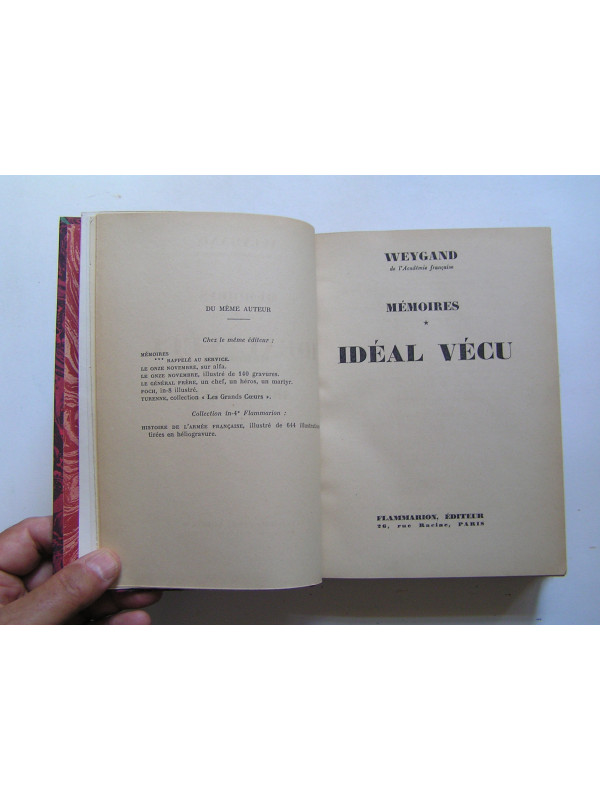 DU MÊME AUTEUR
Chez le même éditeur :
MÉMOIRES
*** RAPPELÉ AU SERVICE.
LE ONZE NOVEMBRE, sur alfa.
LE ONZE NOVEMBRE, illustré de 140 gravures.
LE GÉNÉRAL FRÈRE, un chef, un héros, un martyr.
FOCH, in-8 illustré.
TURENNE, collection « Les Grands Cœurs ».
Collection in-4° Flammarion :
HISTOIRE DE L'ARMÉE FRANÇAISE, illustré de 644
tirées en héliogravure.
WEYGAND
de l'Académie française
MÉMOIRES
*
IDÉAL VÉCU
FLAMMARION, ÉDITEUR
26, rue Racine, PARIS